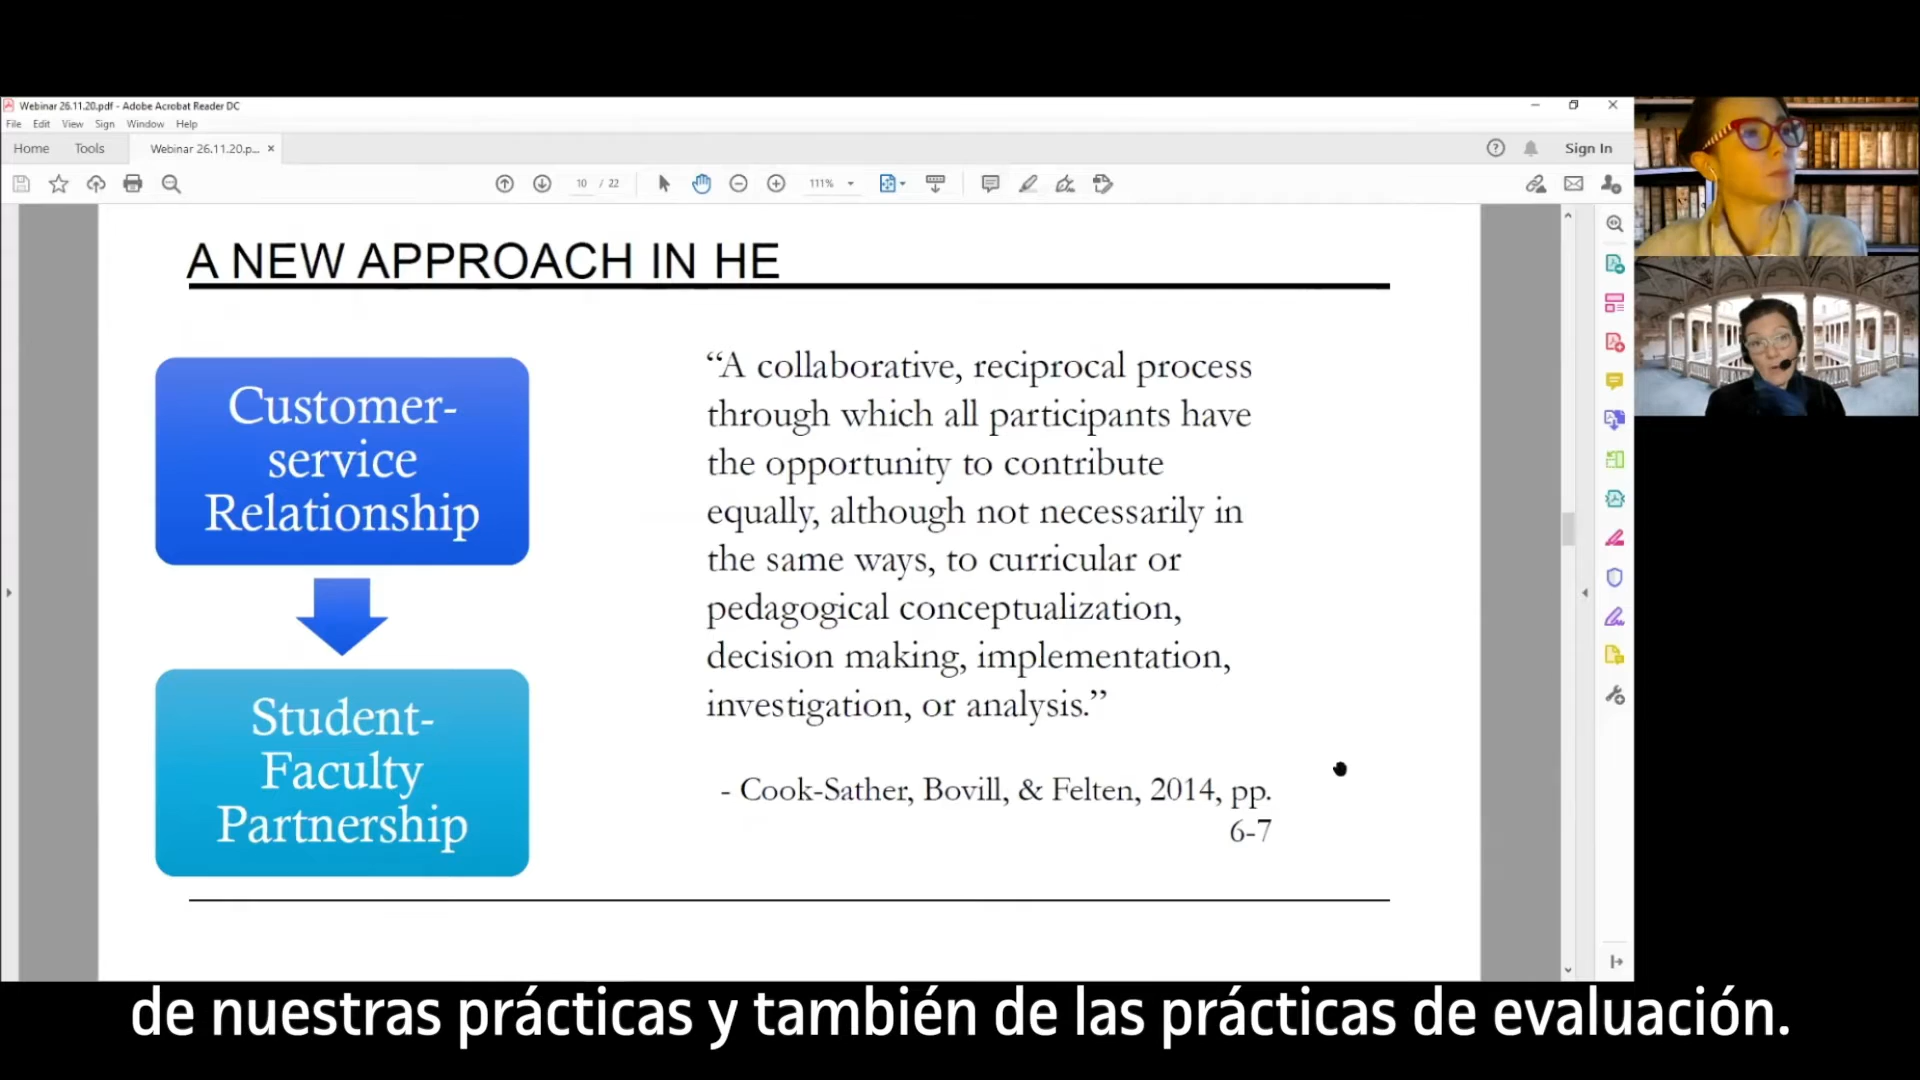 Webinar 26.11.20.pdf - Adobe Acrobat Reader DC
File Edit View Sign Window Help
Home Tools Webinar 26.11.20.p... × Sign In
10 / 22 111%
A NEW APPROACH IN HE
Customer-
service
Relationship
Student-
Faculty
Partnership
“A collaborative, reciprocal process
through which all participants have
the opportunity to contribute
equally, although not necessarily in
the same ways, to curricular or
pedagogical conceptualization,
decision making, implementation,
investigation, or analysis.”
- Cook-Sather, Bovill, & Felten, 2014, pp.
6-7
de nuestras prácticas y también de las prácticas de evaluación.